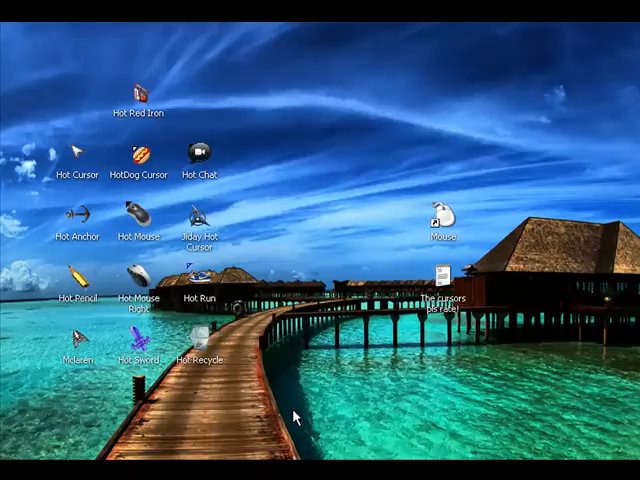 Hot Red Iron
Hot Cursor
HotDog Cursor
Hot Chat
Hot Anchor
Hot Mouse
Jiday Hot
Cursor
Mouse
Hot Pencil
Hot Mouse
Right
Hot Run
The cursors
pls rate!
Mclaren
Hot Sword
Hot Recycle